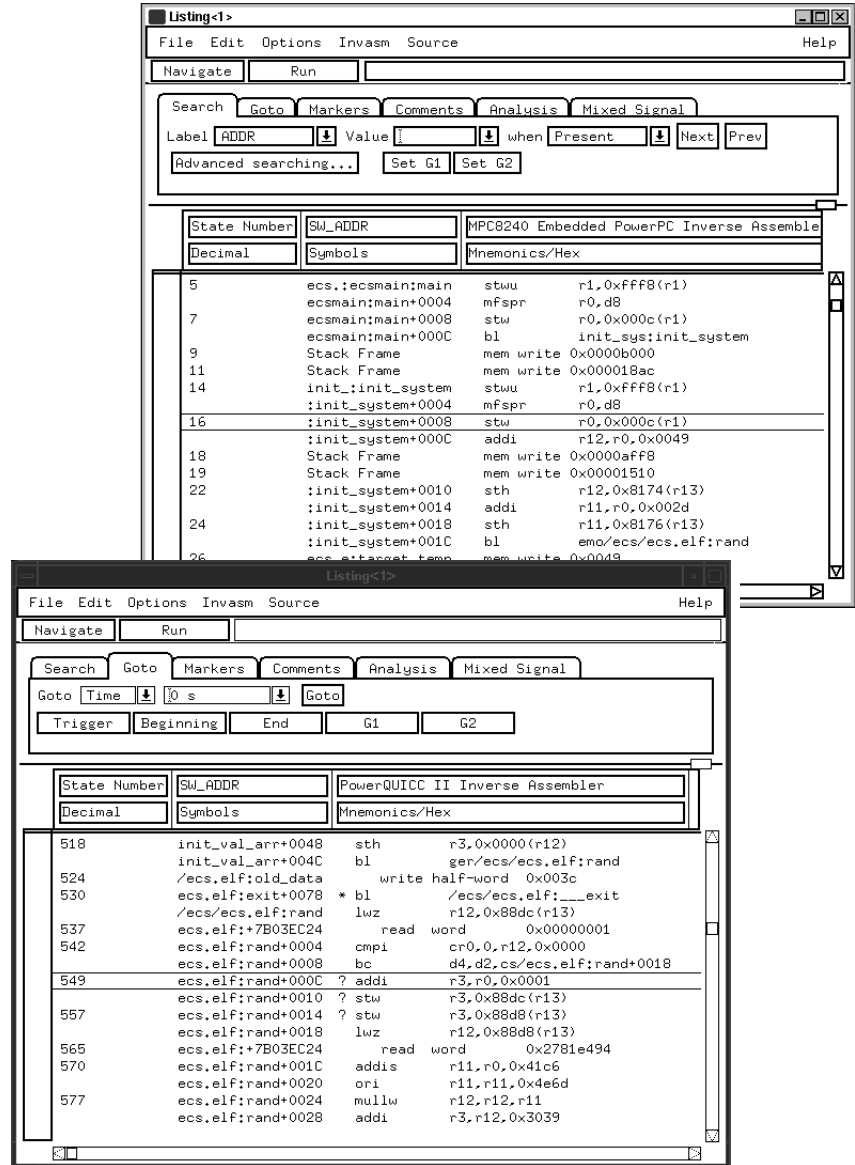 Listing<1>
File Edit Options Invasm Source Help
Navigate Run
Search Goto Markers Comments Analysis Mixed Signal
Label ADDR Value when Present Next Prev
Advanced searching... Set G1 Set G2
State Number SW_ADDR MPC8240 Embedded PowerPC Inverse Assemble
Decimal Symbols Mnemonics/Hex
5 ecs.:ecsmain:main stwu r1,0xfff8(r1)
ecsmain:main+0004 mfspr r0,d8
7 ecsmain:main+0008 stw r0,0x000c(r1)
ecsmain:main+000C bl init_sys:init_system
9 Stack Frame mem write 0x0000b000
11 Stack Frame mem write 0x000018ac
14 init_:init_system stwu r1,0xfff8(r1)
:init_system+0004 mfspr r0,d8
16 :init_system+0008 stw r0,0x000c(r1)
:init_system+000C addi r12,r0,0x0049
18 Stack Frame mem write 0x0000aff8
19 Stack Frame mem write 0x00001510
22 :init_system+0010 sth r12,0x8174(r13)
:init_system+0014 addi r11,r0,0x002d
24 :init_system+0018 sth r11,0x8176(r13)
:init_system+001C bl emo/ecs/ecs.elf:rand
26 ecs.e:target_temp mem write 0x0049
Listing<1>
File Edit Options Invasm Source Help
Navigate Run
Search Goto Markers Comments Analysis Mixed Signal
Goto Time 0 s Goto
Trigger Beginning End G1 G2
State Number SW_ADDR PowerQUICC II Inverse Assembler
Decimal Symbols Mnemonics/Hex
518 init_val_arr+0048 sth r3,0x0000(r12)
init_val_arr+004C bl ger/ecs/ecs.elf:rand
524 /ecs.elf:old_data write half-word 0x003c
530 ecs.elf:exit+0078 * bl /ecs/ecs.elf:___exit
/ecs/ecs.elf:rand lwz r12,0x88dc(r13)
537 ecs.elf:+7B03EC24 read word 0x00000001
542 ecs.elf:rand+0004 cmpi cr0,0,r12,0x0000
ecs.elf:rand+0008 bc d4,d2,cs/ecs.elf:rand+0018
549 ecs.elf:rand+000C ? addi r3,r0,0x0001
ecs.elf:rand+0010 ? stw r3,0x88dc(r13)
557 ecs.elf:rand+0014 ? stw r3,0x88d8(r13)
ecs.elf:rand+0018 lwz r12,0x88d8(r13)
565 ecs.elf:+7B03EC24 read word 0x2781e494
570 ecs.elf:rand+001C addis r11,r0,0x41c6
ecs.elf:rand+0020 ori r11,r11,0x4e6d
577 ecs.elf:rand+0024 mullw r12,r12,r11
ecs.elf:rand+0028 addi r3,r12,0x3039